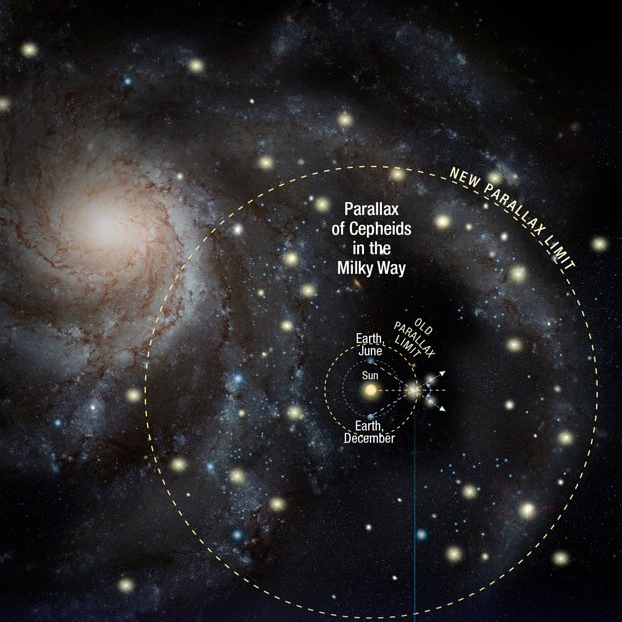 NEW PARALLAX LIMIT
Parallax
of Cepheids
in the
Milky Way
OLD
PARALLAX
LIMIT
Earth,
June
Sun
Earth,
December